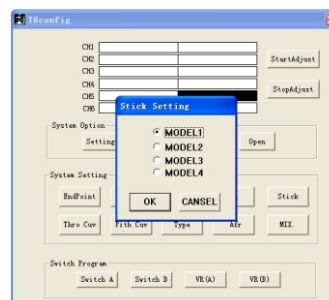 T6config
CH1
CH2
StartAdjust
CH3
CH4
StopAdjust
CH5
CH6
Stick Setting
MODEL1
MODEL2
MODEL3
MODEL4
OK CANSEL
System Option
Setting
Open
System Setting
EndPoint
Stick
Thro Cuv Pith Cuv Type Afr MIX.
Switch Program
Switch A Switch B VR(A) VR(B)